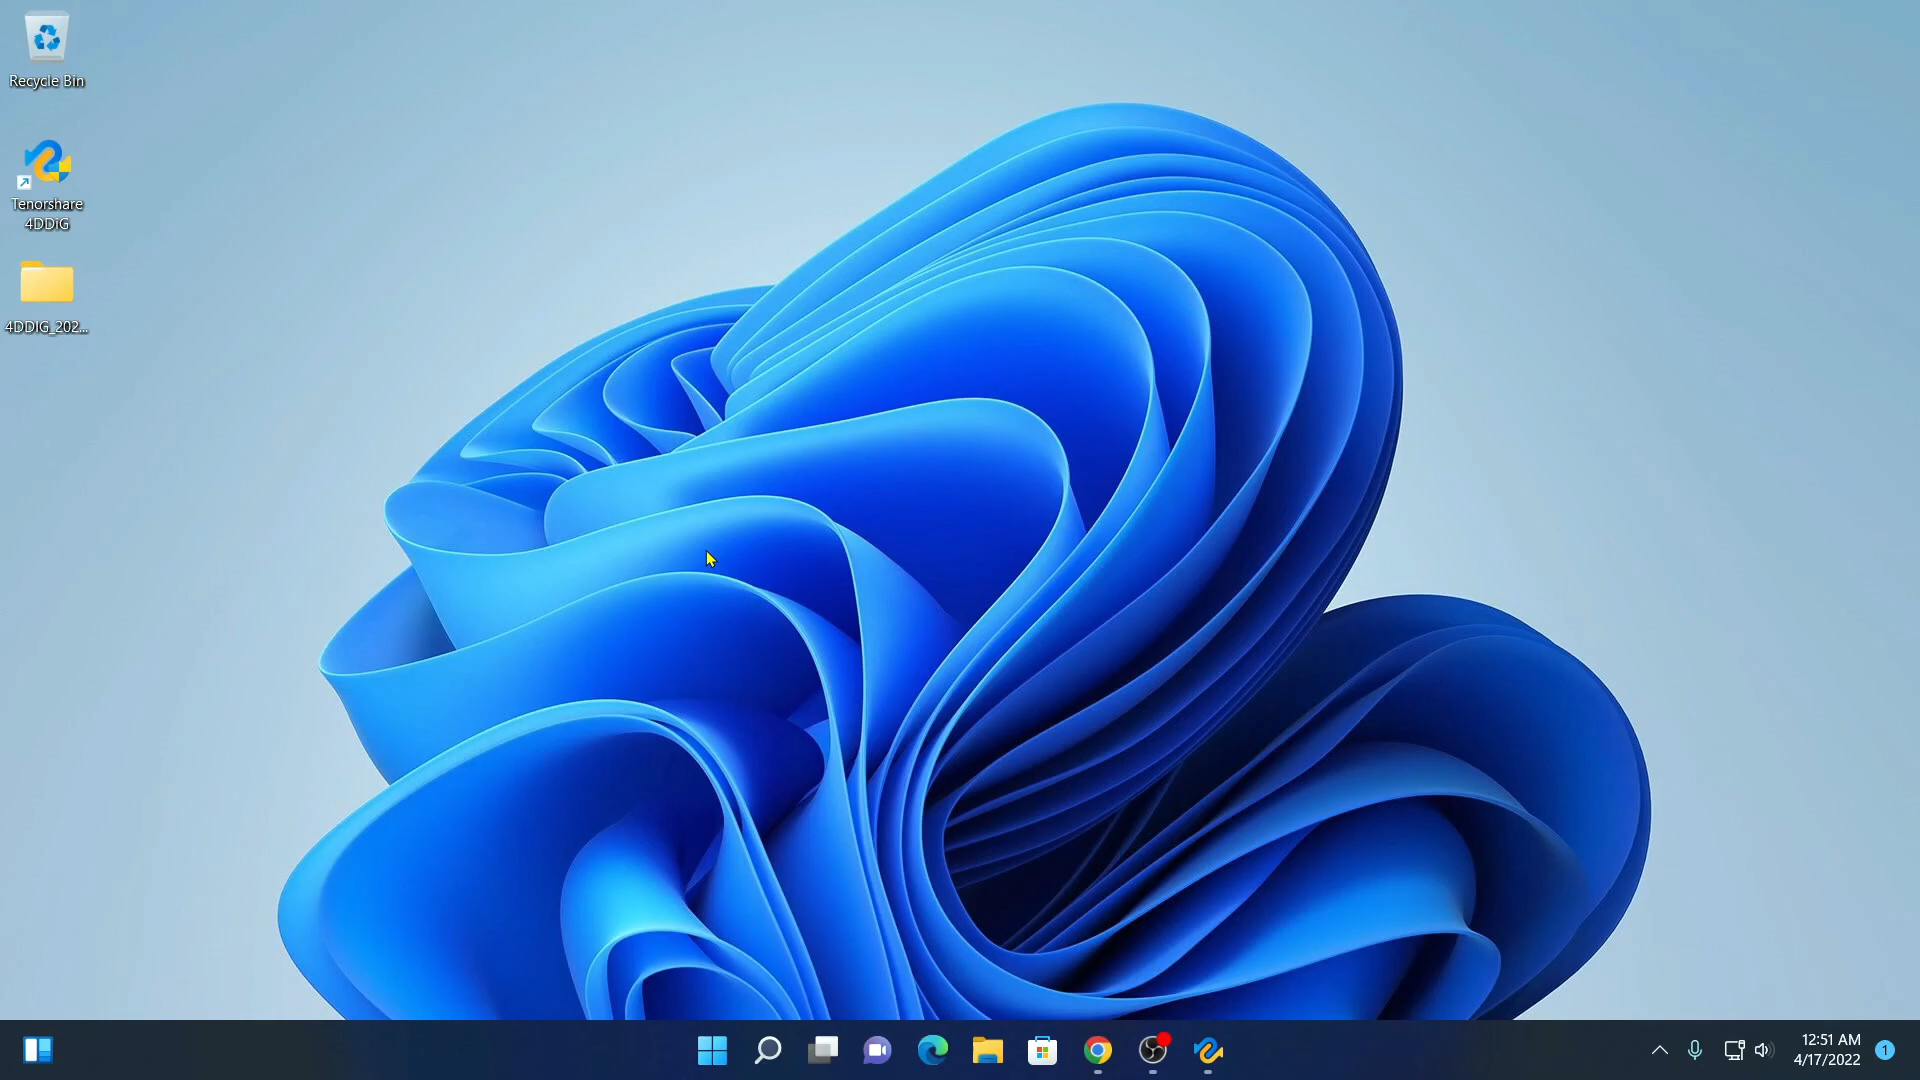 Recycle Bin
Tenorshare
4DDiG
4DDIG_202...
12:51 AM
4/17/2022
1